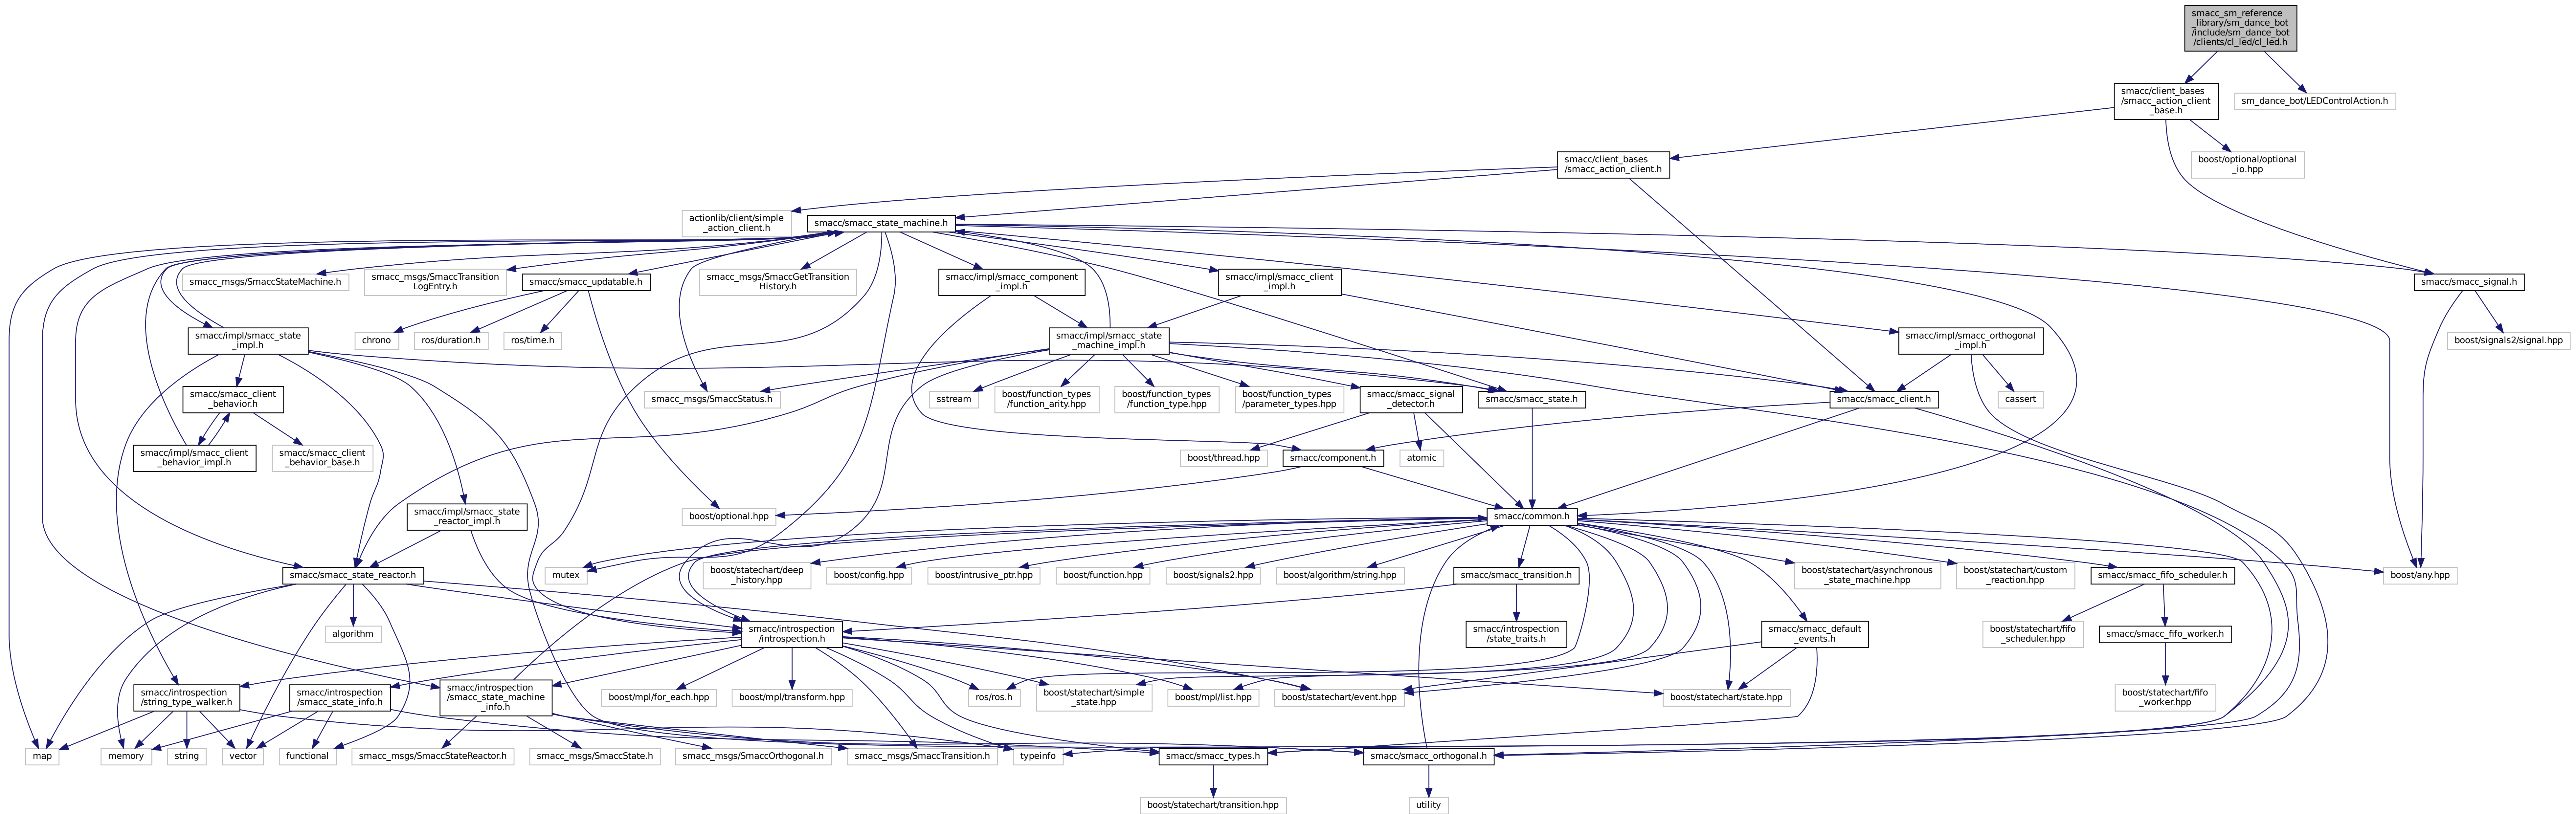 smacc_sm_reference
_library/sm_dance_bot
/include/sm_dance_bot
/clients/cl_led/cl_led.h
smacc/client_bases
/smacc_action_client
_base.h
sm_dance_bot/LEDControlAction.h
smacc/client_bases
/smacc_action_client.h
boost/optional/optional
_io.hpp
actionlib/client/simple
_action_client.h
smacc/smacc_state_machine.h
smacc_msgs/SmaccStateMachine.h
smacc_msgs/SmaccTransition
LogEntry.h
smacc/smacc_updatable.h
smacc_msgs/SmaccGetTransition
History.h
smacc/impl/smacc_component
_impl.h
smacc/impl/smacc_client
_impl.h
smacc/smacc_signal.h
smacc/impl/smacc_state
_impl.h
chrono
ros/duration.h
ros/time.h
smacc/impl/smacc_state
_machine_impl.h
smacc/impl/smacc_orthogonal
_impl.h
boost/signals2/signal.hpp
smacc/smacc_client
_behavior.h
smacc_msgs/SmaccStatus.h
sstream
boost/function_types
/function_arity.hpp
boost/function_types
/function_type.hpp
boost/function_types
/parameter_types.hpp
smacc/smacc_signal
_detector.h
smacc/smacc_state.h
smacc/smacc_client.h
cassert
smacc/impl/smacc_client
_behavior_impl.h
smacc/smacc_client
_behavior_base.h
boost/thread.hpp
smacc/component.h
atomic
smacc/impl/smacc_state
_reactor_impl.h
boost/optional.hpp
smacc/common.h
smacc/smacc_state_reactor.h
mutex
boost/statechart/deep
_history.hpp
boost/config.hpp
boost/intrusive_ptr.hpp
boost/function.hpp
boost/signals2.hpp
boost/algorithm/string.hpp
smacc/smacc_transition.h
boost/statechart/asynchronous
_state_machine.hpp
boost/statechart/custom
_reaction.hpp
smacc/smacc_fifo_scheduler.h
boost/any.hpp
algorithm
smacc/introspection
/introspection.h
smacc/introspection
/state_traits.h
smacc/smacc_default
_events.h
boost/statechart/fifo
_scheduler.hpp
smacc/smacc_fifo_worker.h
smacc/introspection
/string_type_walker.h
smacc/introspection
/smacc_state_info.h
smacc/introspection
/smacc_state_machine
_info.h
boost/mpl/for_each.hpp
boost/mpl/transform.hpp
ros/ros.h
boost/statechart/simple
_state.hpp
boost/mpl/list.hpp
boost/statechart/event.hpp
boost/statechart/state.hpp
boost/statechart/fifo
_worker.hpp
map
memory
string
vector
functional
smacc_msgs/SmaccStateReactor.h
smacc_msgs/SmaccState.h
smacc_msgs/SmaccOrthogonal.h
smacc_msgs/SmaccTransition.h
typeinfo
smacc/smacc_types.h
smacc/smacc_orthogonal.h
boost/statechart/transition.hpp
utility